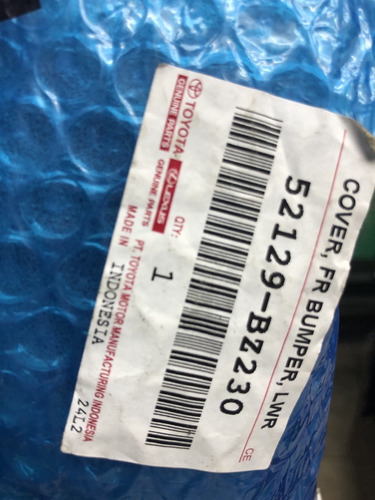 COVER, FR BUMPER, LWR
CE
52129-BZ230
TOYOTA
GENUINE PARTS
LEXUS
GENUINE PARTS
QTY:
1
PT. TOYOTA MOTOR MANUFACTURING INDONESIA
MADE IN INDONESIA
24L2